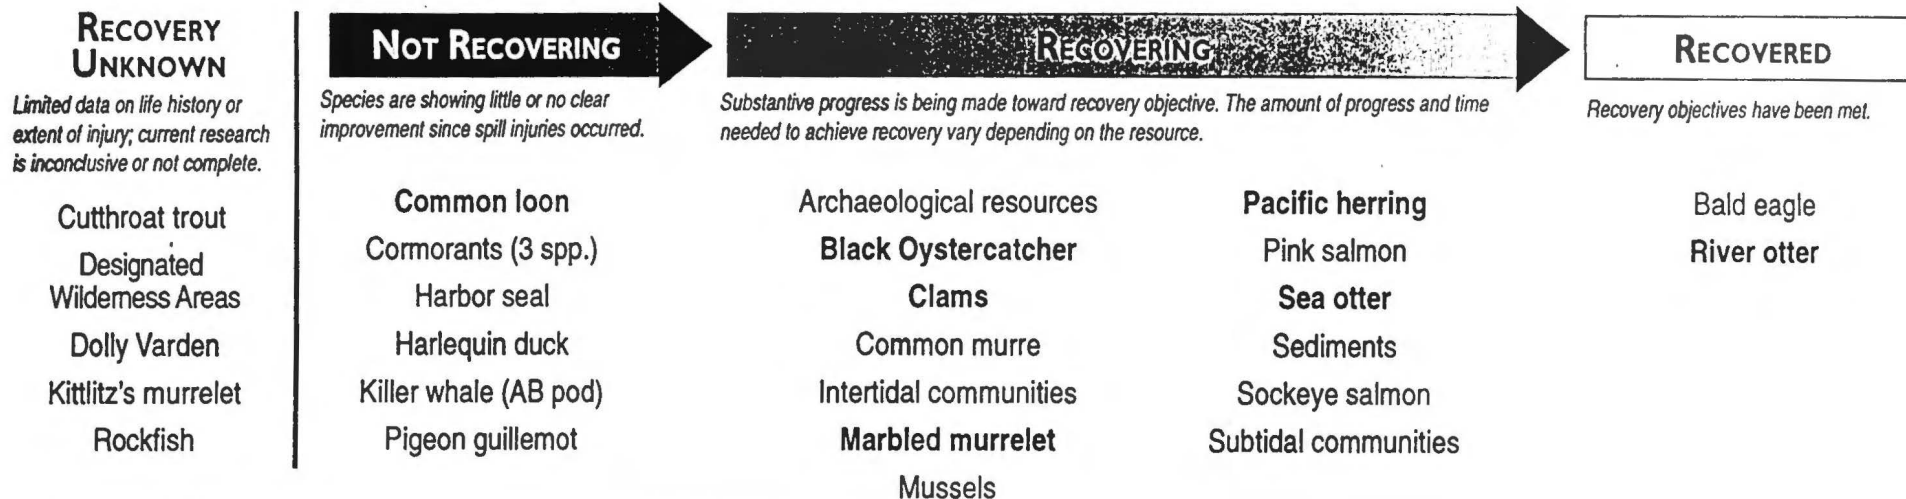 RECOVERY
UNKNOWN
Limited data on life history or
extent of injury; current research
is inconclusive or not complete.
Cutthroat trout
Designated
Wilderness Areas
Dolly Varden
Kittlitz's murrelet
Rockfish
NOT RECOVERING
Species are showing little or no clear
improvement since spill injuries occurred.
Common loon
Cormorants (3 spp.)
Harbor seal
Harlequin duck
Killer whale (AB pod)
Pigeon guillemot
RECOVERING
Substantive progress is being made toward recovery objective. The amount of progress and time
needed to achieve recovery vary depending on the resource.
Archaeological resources
Black Oystercatcher
Clams
Common murre
Intertidal communities
Marbled murrelet
Mussels
Pacific herring
Pink salmon
Sea otter
Sediments
Sockeye salmon
Subtidal communities
RECOVERED
Recovery objectives have been met.
Bald eagle
River otter